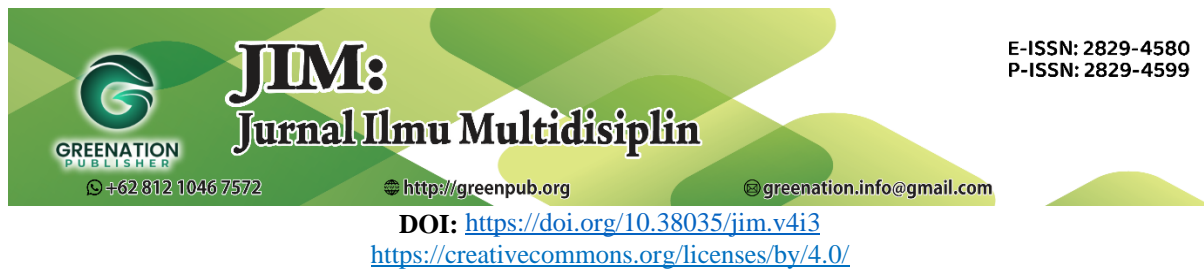 JIM:
Jurnal Ilmu Multidisiplin
E-ISSN: 2829-4580
P-ISSN: 2829-4599
GREENATION
PUBLISHER
+62 812 1046 7572
http://greenpub.org
greenation.info@gmail.com
DOI: https://doi.org/10.38035/jim.v4i3
https://creativecommons.org/licenses/by/4.0/